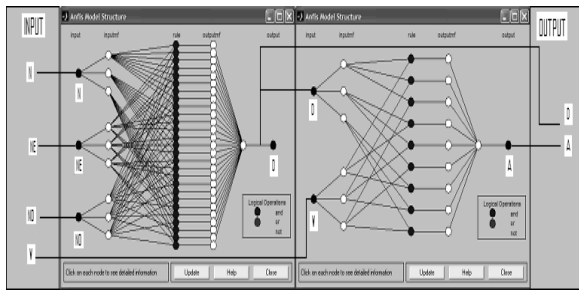 INPUT
N
NE
NO
V
Anfis Model Structure
input
inputmf
rule
outputmf
output
N
NE
NO
D
Logical Operations
and
or
not
Click on each node to see detailed information
Update
Help
Close
Anfis Model Structure
input
inputmf
rule
outputmf
output
D
V
A
Logical Operations
and
or
not
Click on each node to see detailed information
Update
Help
Close
OUTPUT
D
A